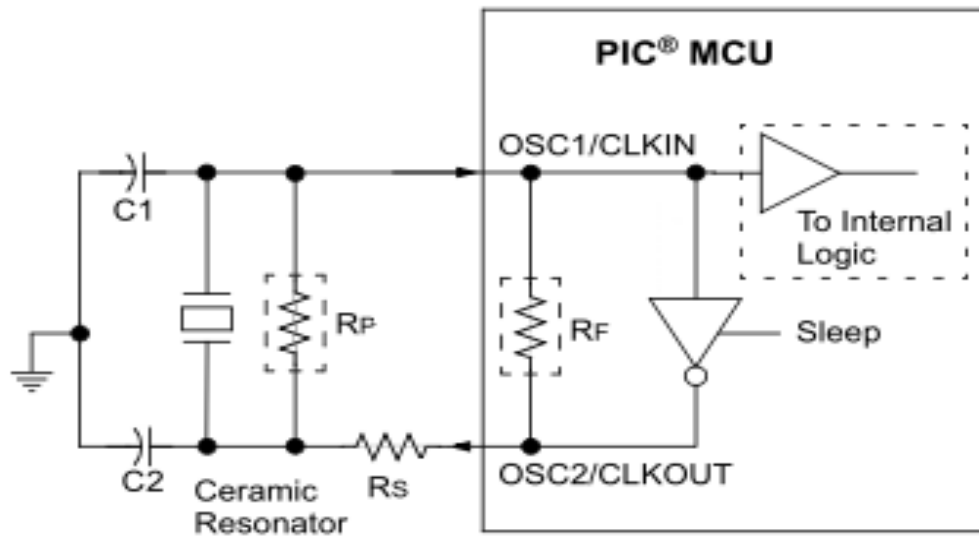 PIC® MCU
OSC1/CLKIN
C1
To Internal
Logic
RP
RF
Sleep
C2
RS
OSC2/CLKOUT
Ceramic
Resonator